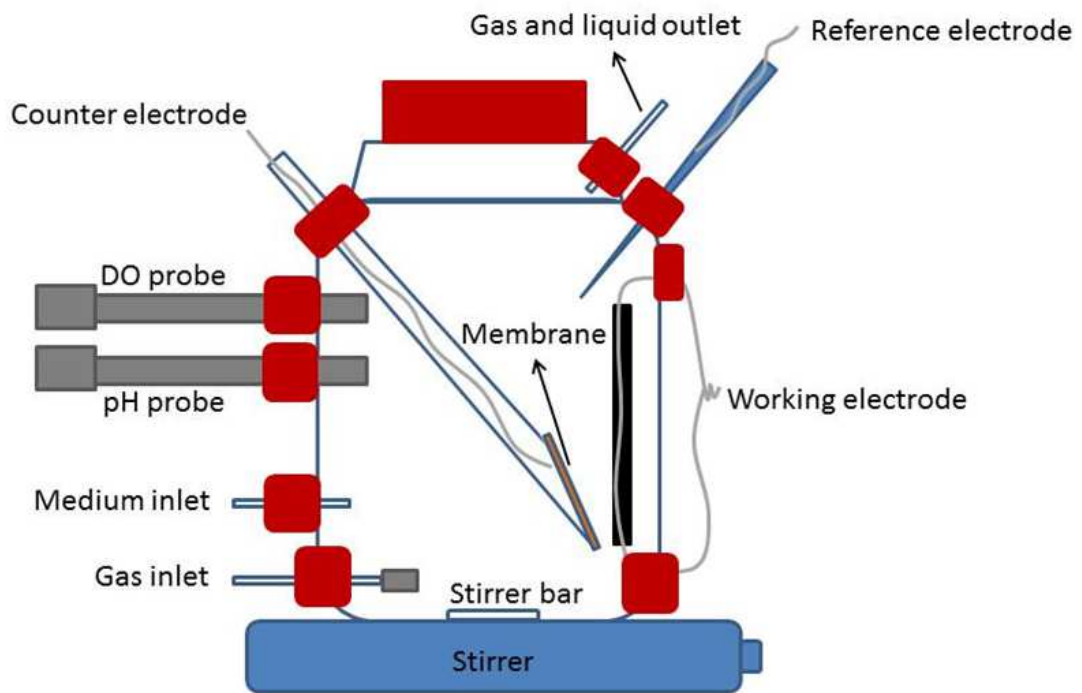 Gas and liquid outlet
Reference electrode
Counter electrode
DO probe
Membrane
pH probe
Working electrode
Medium inlet
Gas inlet
Stirrer bar
Stirrer